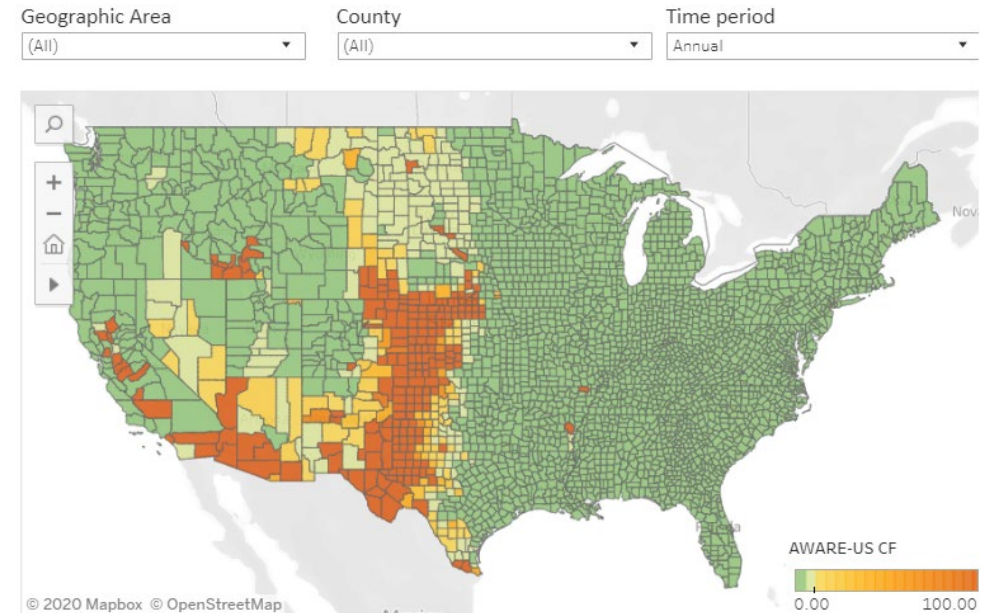 Geographic Area County Time period
(All) (All) Annual
+
−
AWARE-US CF
0.00 100.00
© 2020 Mapbox © OpenStreetMap